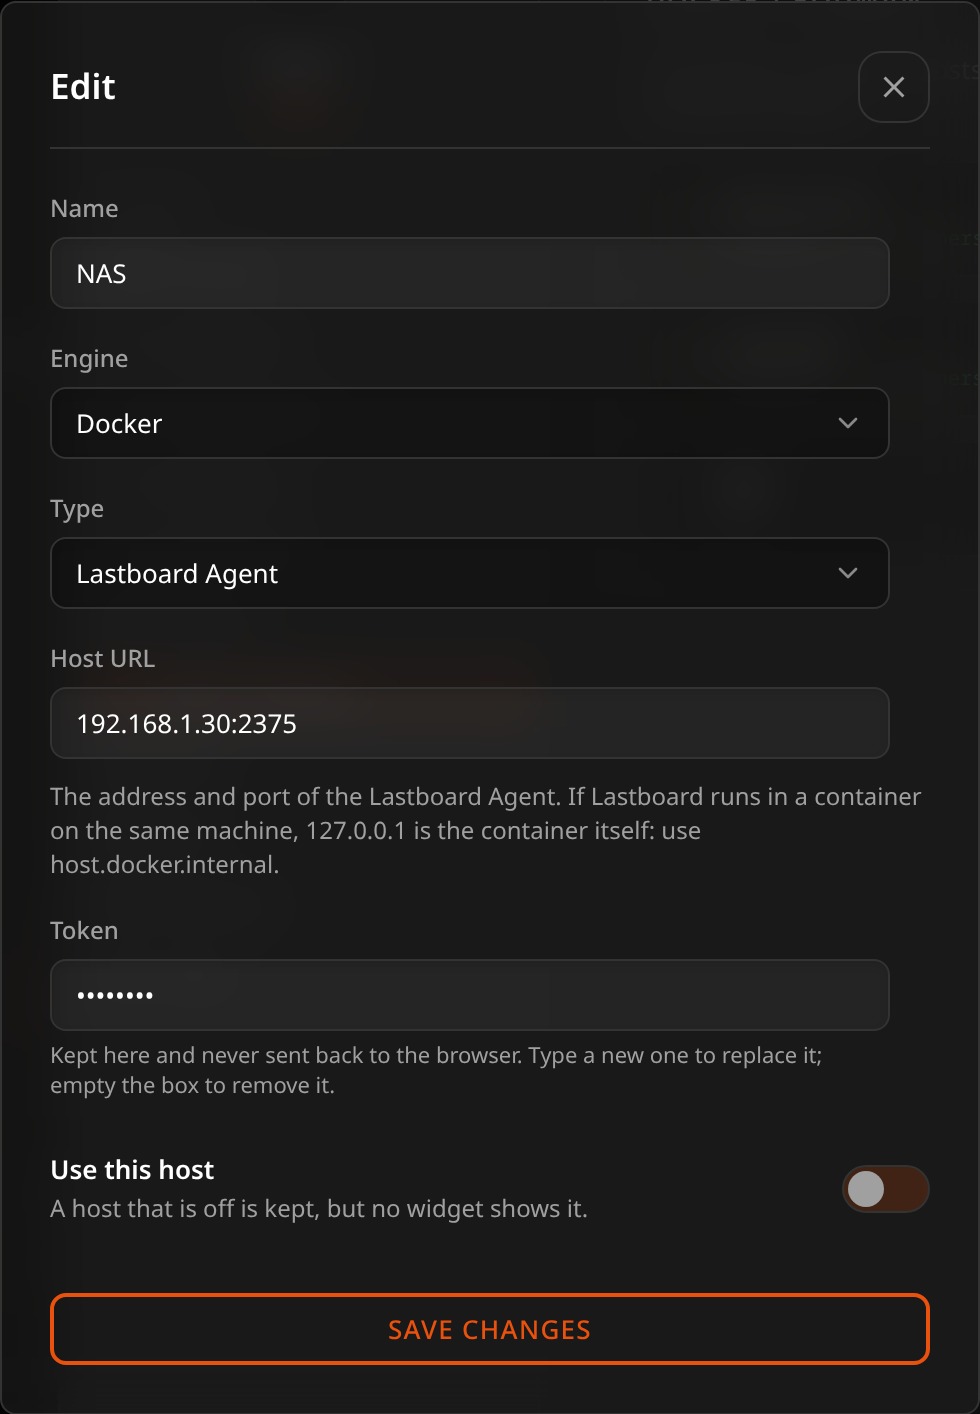 Edit
Name
NAS
Engine
Docker
Type
Lastboard Agent
Host URL
192.168.1.30:2375
The address and port of the Lastboard Agent. If Lastboard runs in a container
on the same machine, 127.0.0.1 is the container itself: use
host.docker.internal.
Token
••••••••
Kept here and never sent back to the browser. Type a new one to replace it;
empty the box to remove it.
Use this host
A host that is off is kept, but no widget shows it.
SAVE CHANGES